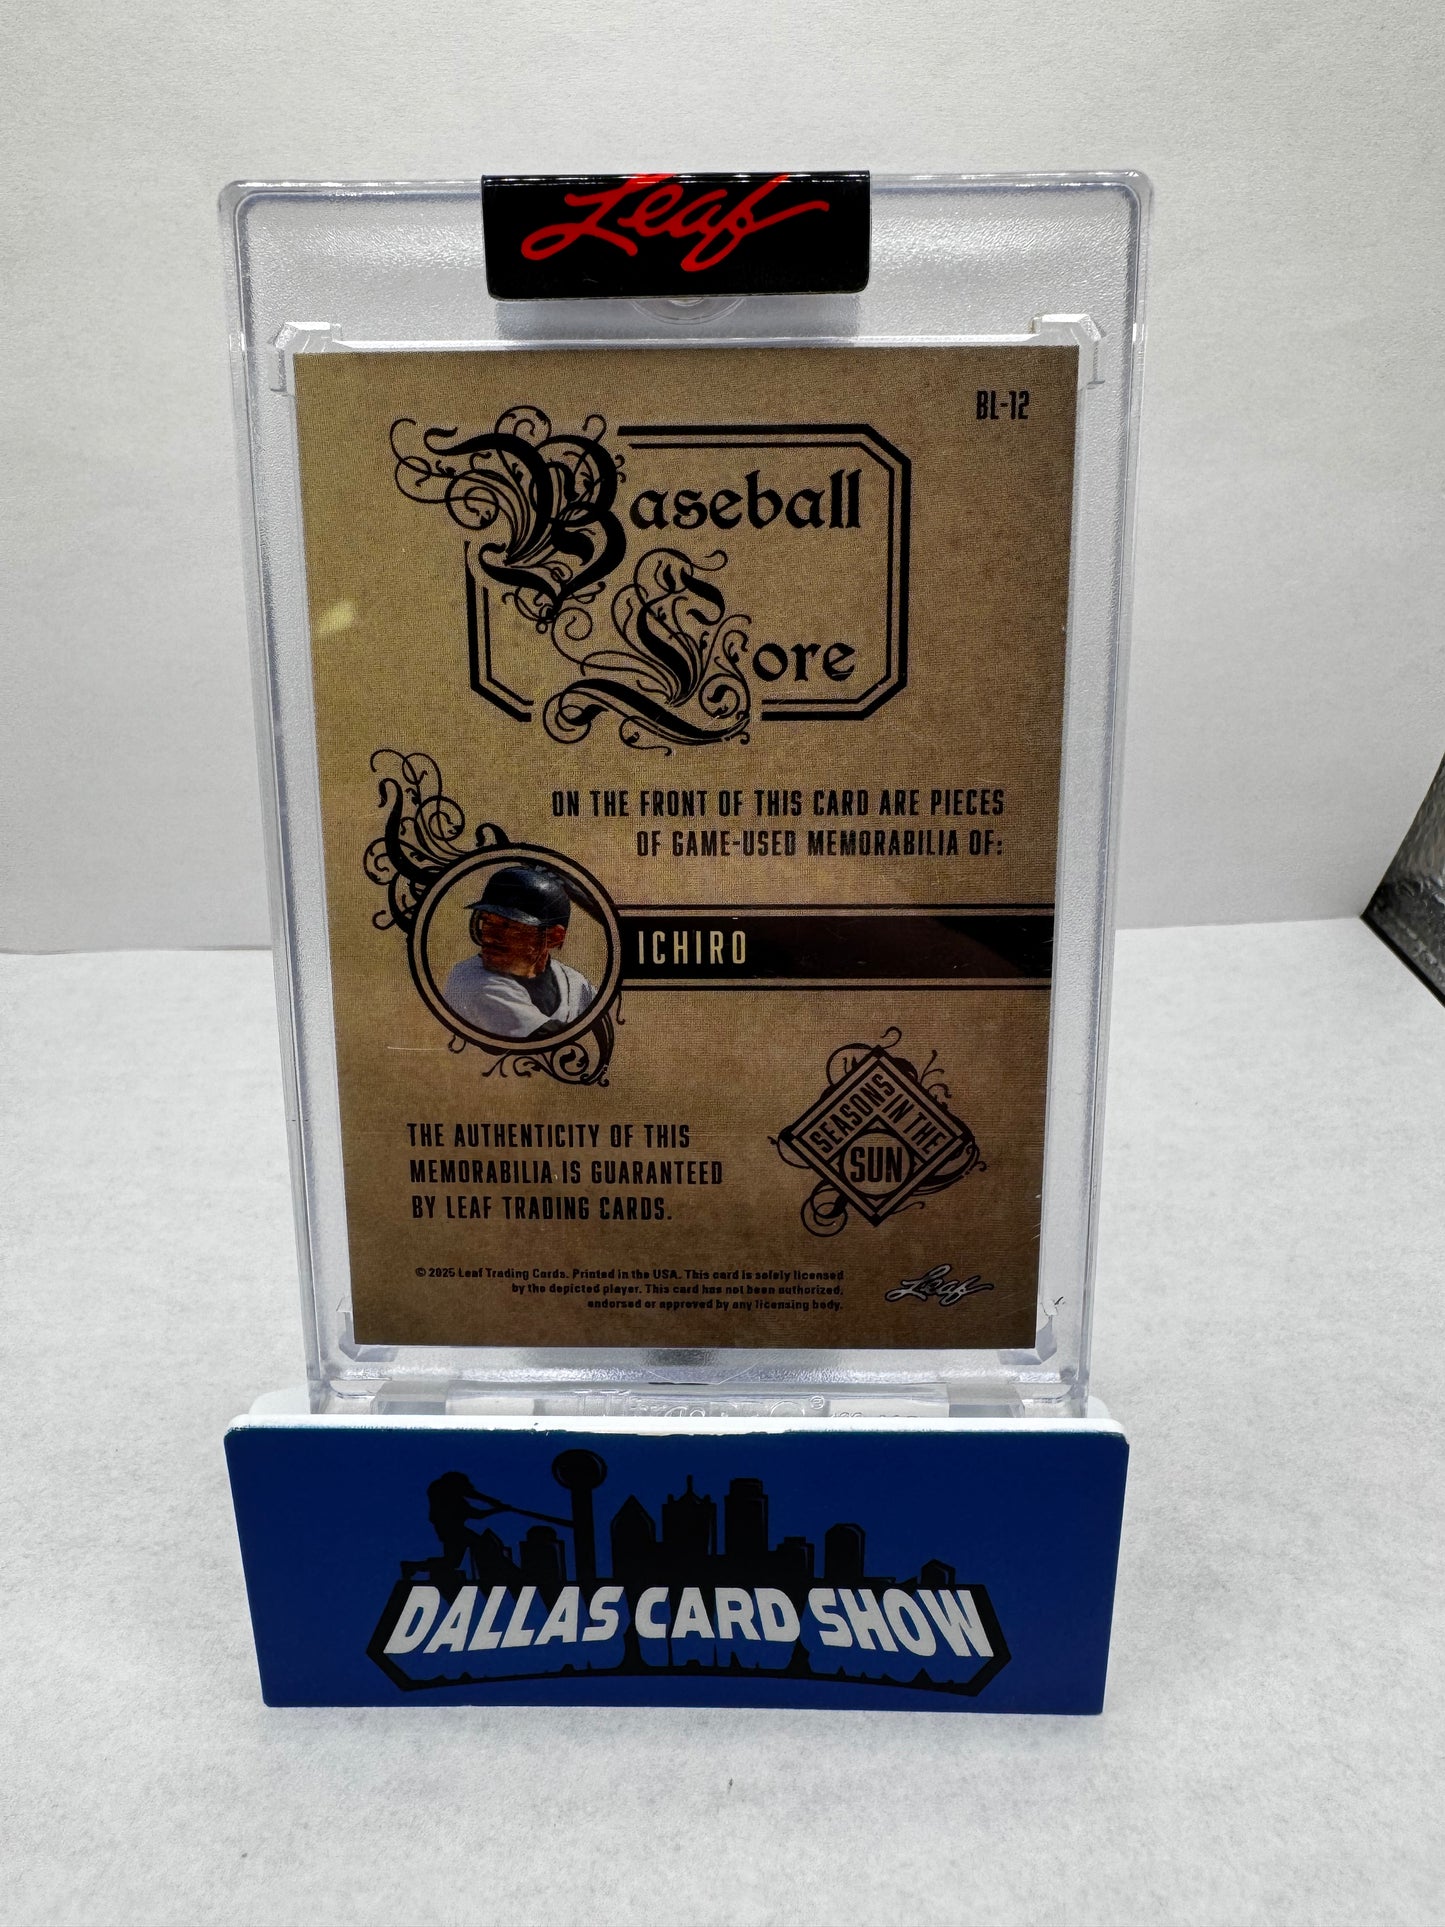 Leaf
BL-12
Baseball
Lore
ON THE FRONT OF THIS CARD ARE PIECES
OF GAME-USED MEMORABILIA OF:
ICHIRO
SEASONS IN THE
SUN
THE AUTHENTICITY OF THIS
MEMORABILIA IS GUARANTEED
BY LEAF TRADING CARDS.
© 2025 Leaf Trading Cards. Printed in the USA. This card is solely licensed
by the depicted player. This card has not been authorized,
endorsed or approved by any licensing body.
Leaf
DALLAS CARD SHOW